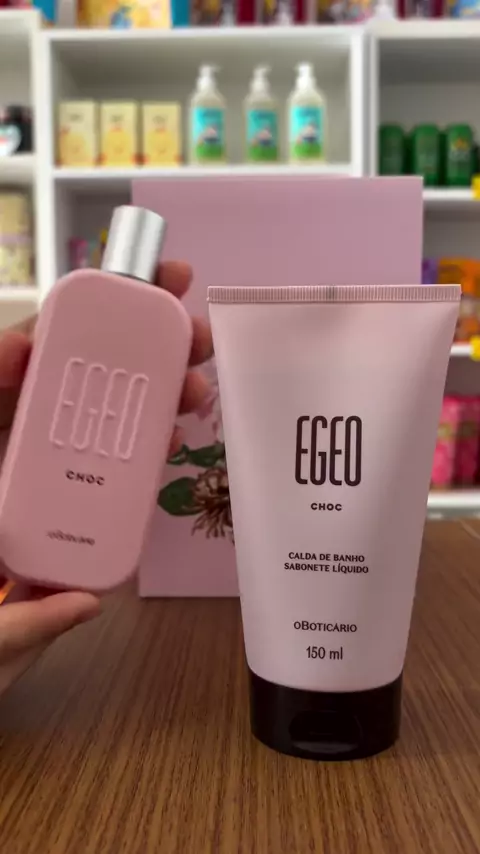 EGEO
CHOC
oBOTICÁRIO
EGEO
CHOC
CALDA DE BANHO
SABONETE LÍQUIDO
oBOTICÁRIO
150 ml